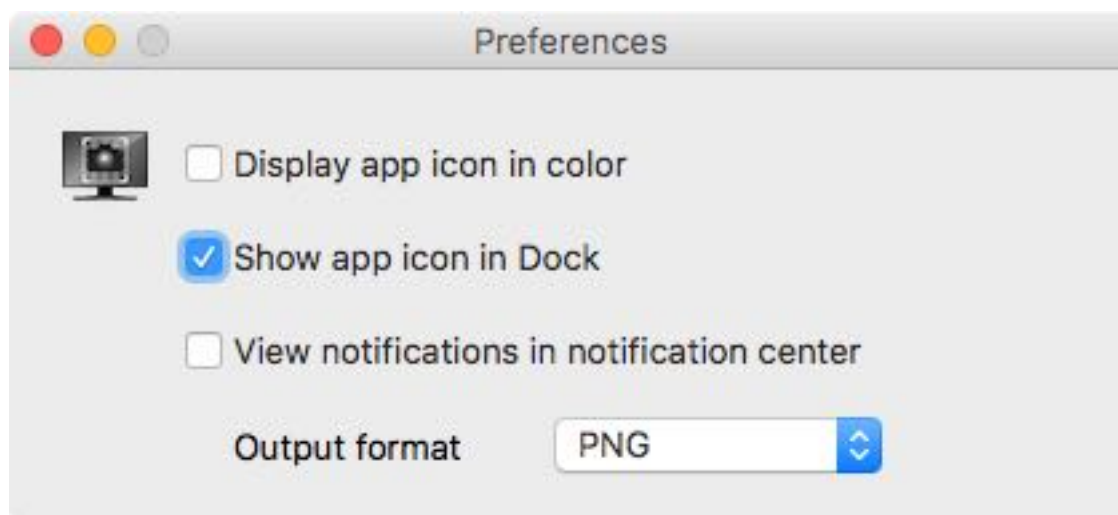 Preferences
Display app icon in color
Show app icon in Dock
View notifications in notification center
Output format PNG